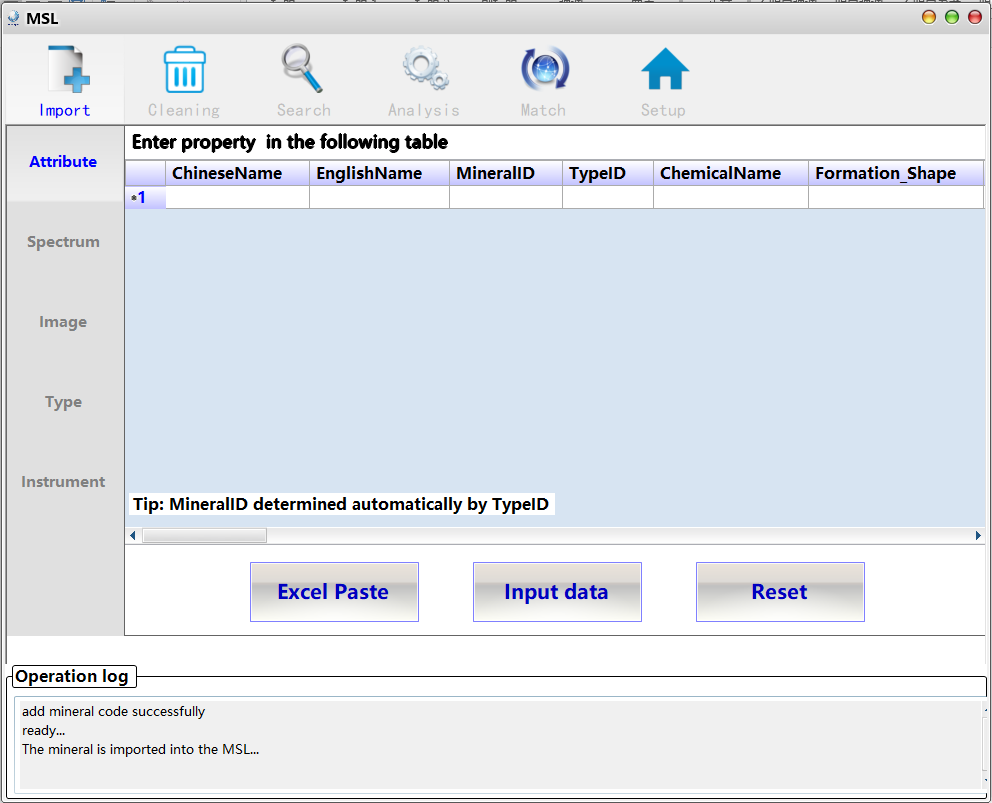 MSL
Import Cleaning Search Analysis Match Setup
Attribute
Spectrum
Image
Type
Instrument
Enter property in the following table
ChineseName EnglishName MineralID TypeID ChemicalName Formation_Shape
*1
Tip: MineralID determined automatically by TypeID
Excel Paste Input data Reset
Operation log
add mineral code successfully
ready...
The mineral is imported into the MSL...